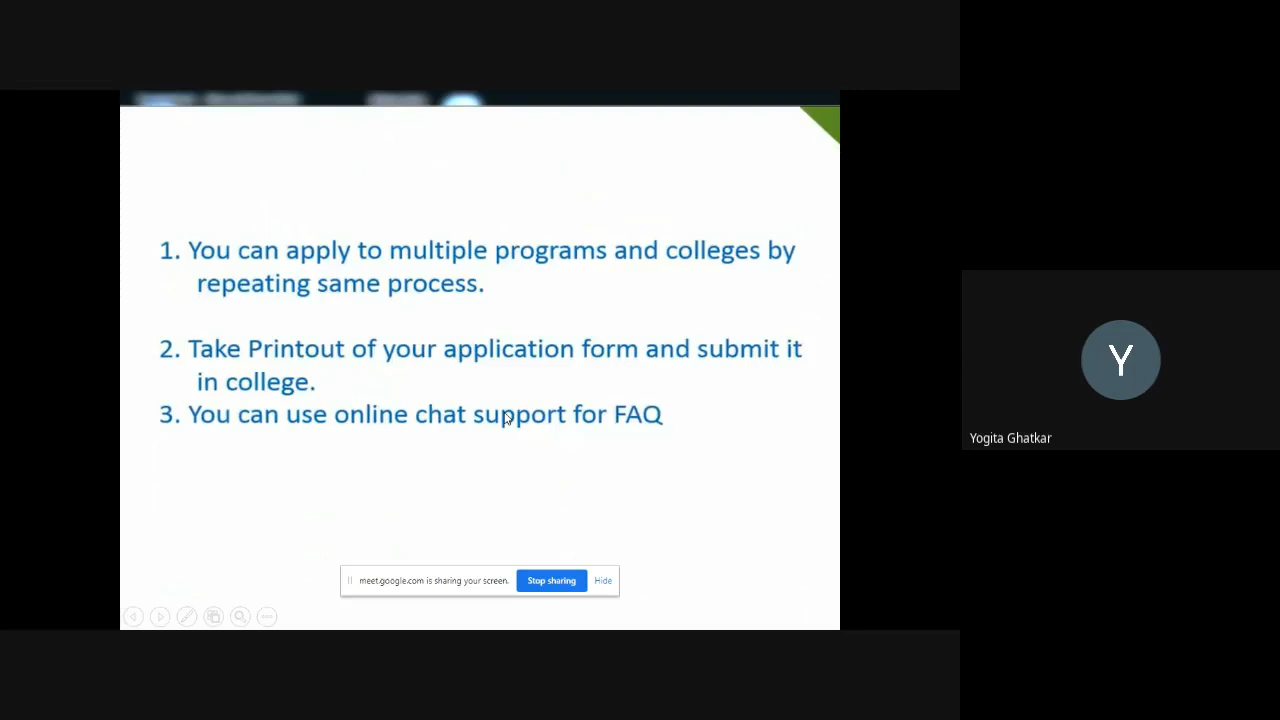 1. You can apply to multiple programs and colleges by
repeating same process.
2. Take Printout of your application form and submit it
in college.
3. You can use online chat support for FAQ
meet.google.com is sharing your screen.
Stop sharing
Hide
Y
Yogita Ghatkar